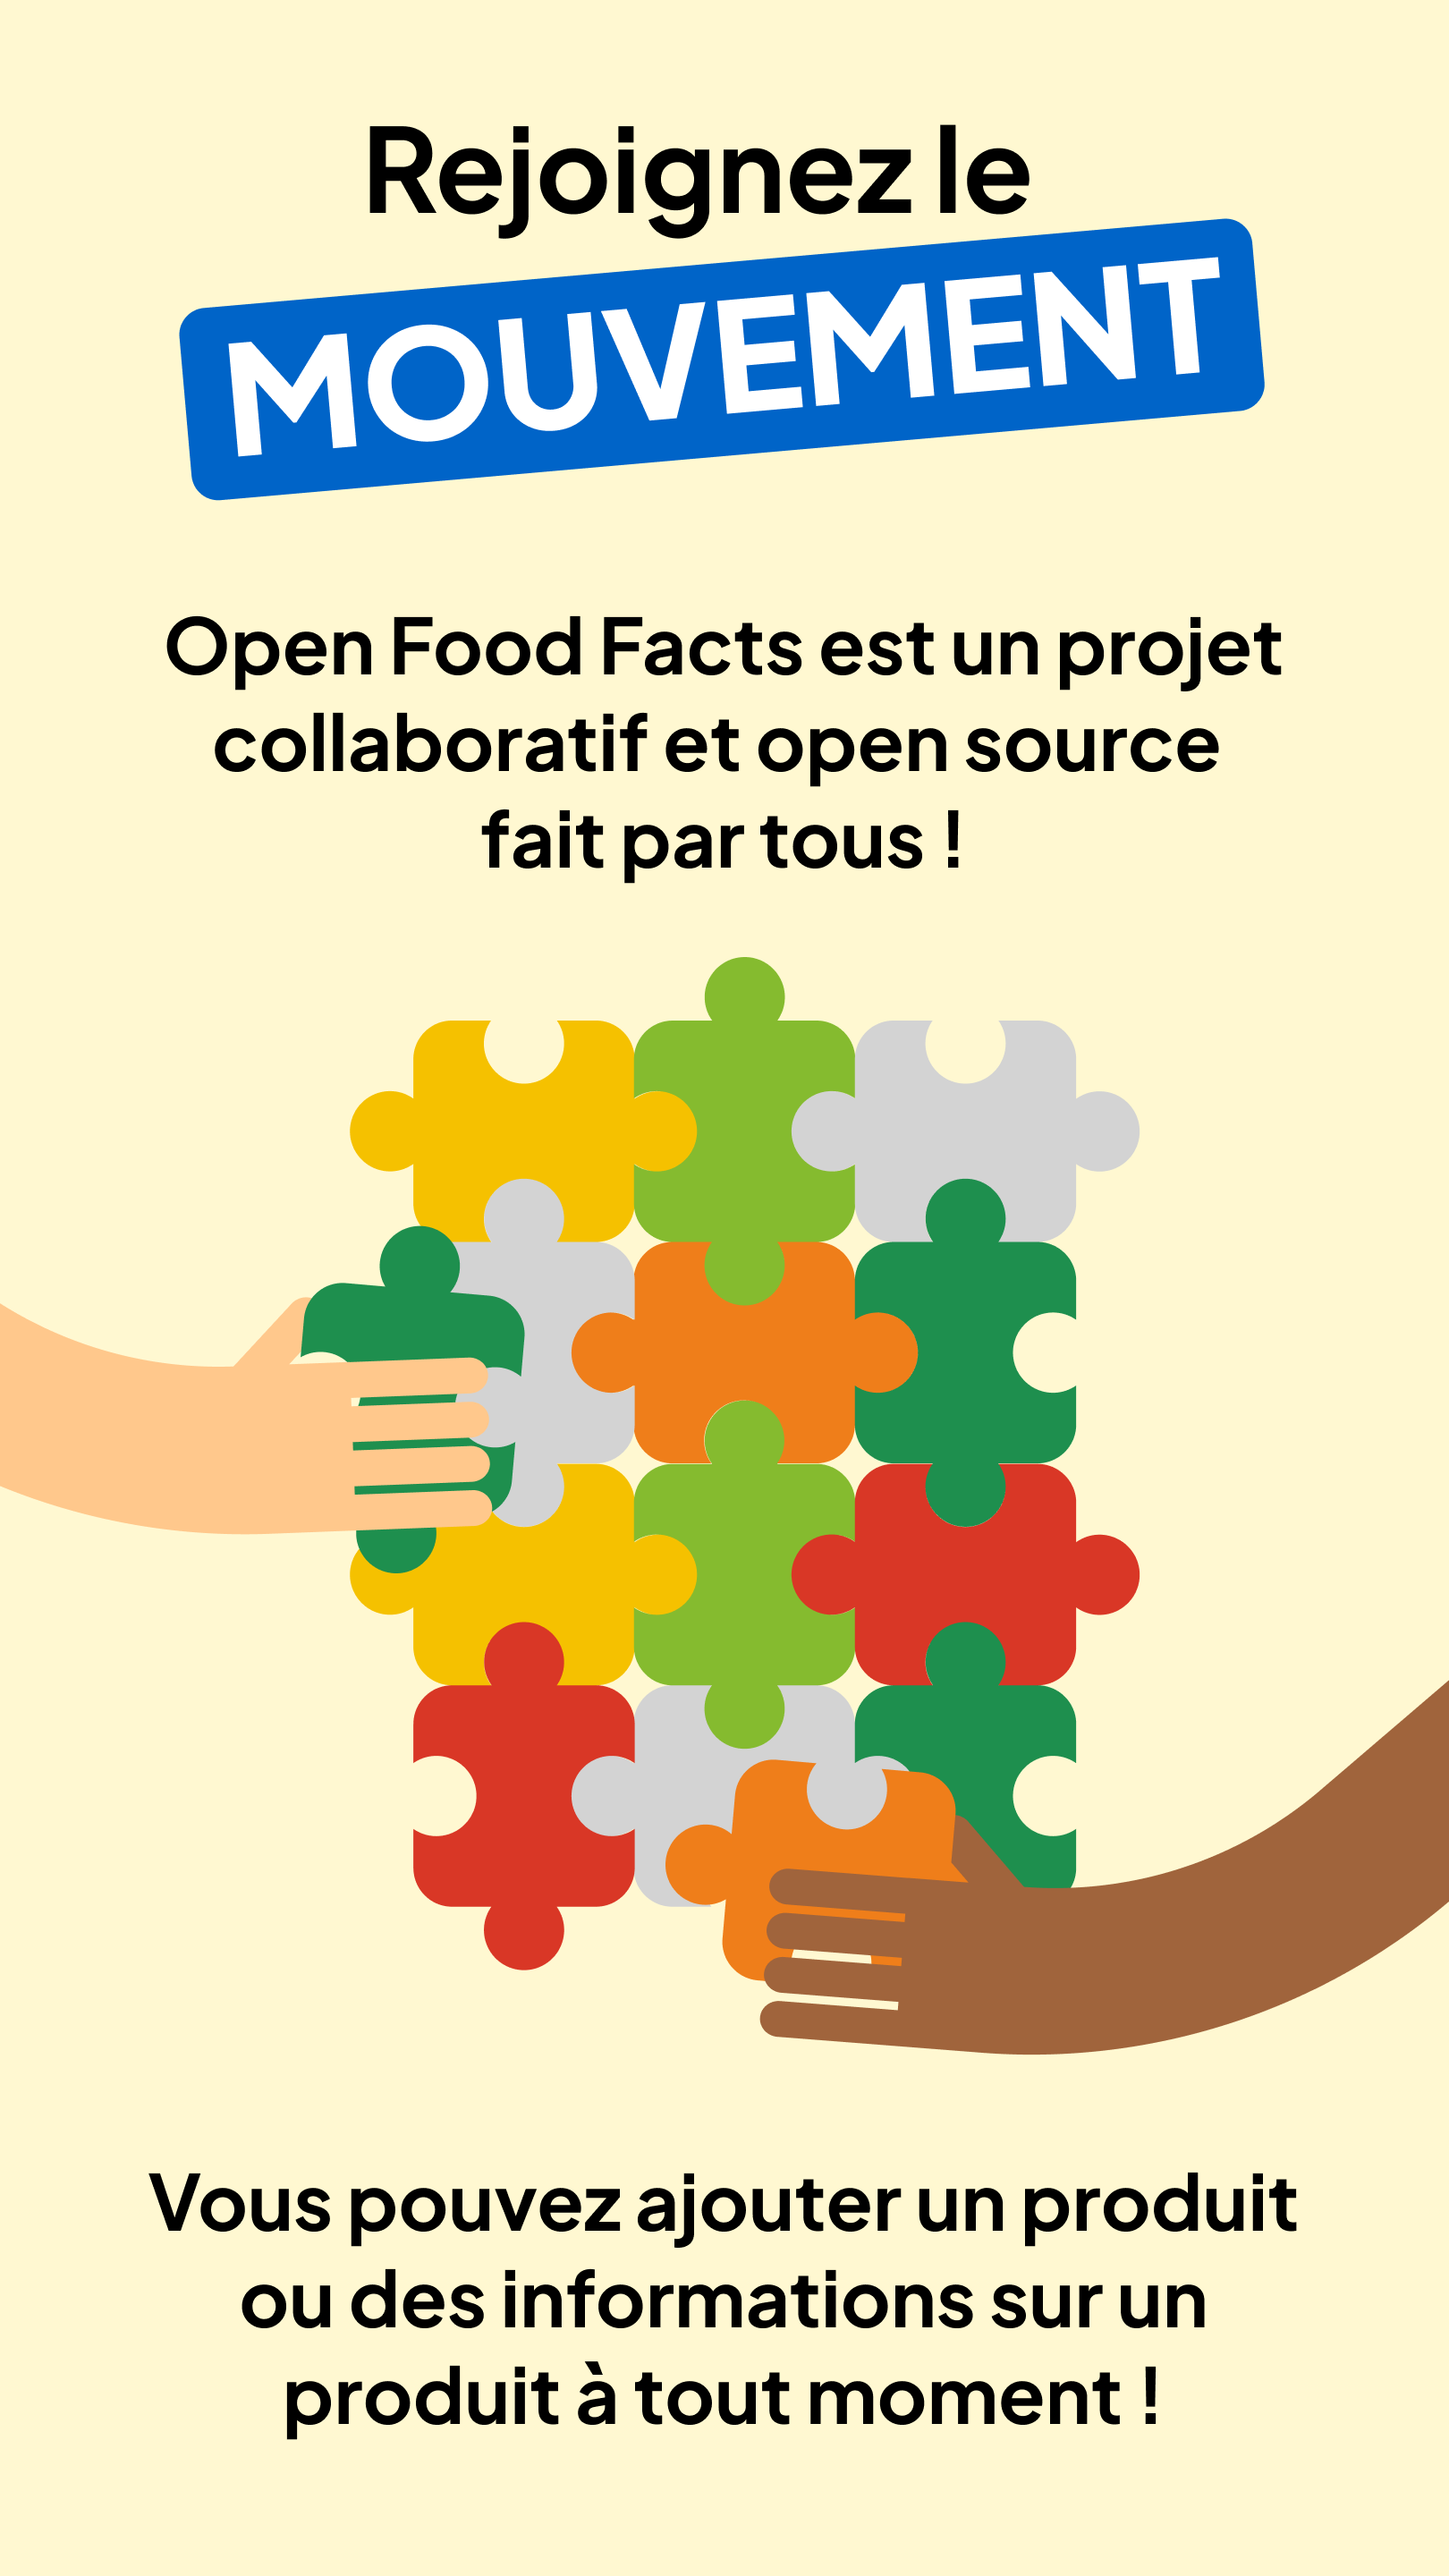 Rejoignez le
MOUVEMENT
Open Food Facts est un projet
collaboratif et open source
fait par tous !
Vous pouvez ajouter un produit
ou des informations sur un
produit à tout moment !